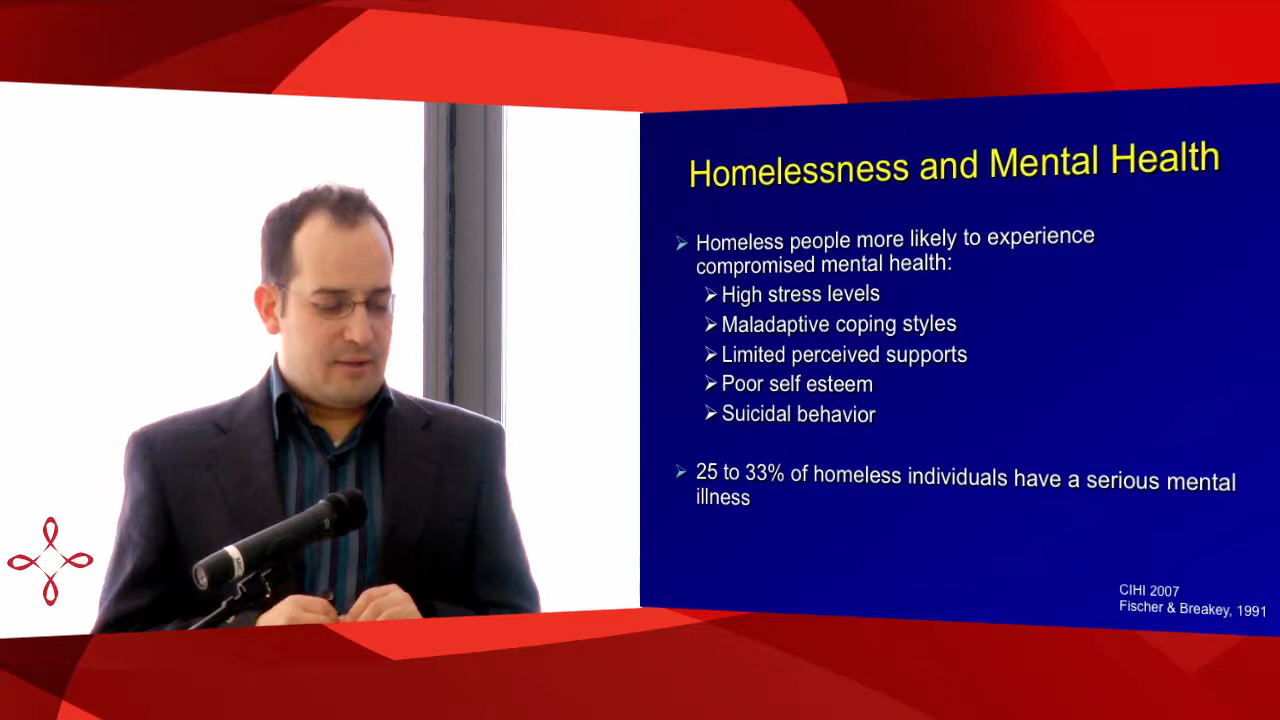 Homelessness and Mental Health
Homeless people more likely to experience
compromised mental health:
High stress levels
Maladaptive coping styles
Limited perceived supports
Poor self esteem
Suicidal behavior
25 to 33% of homeless individuals have a serious mental
illness
CIHI 2007
Fischer & Breakey, 1991